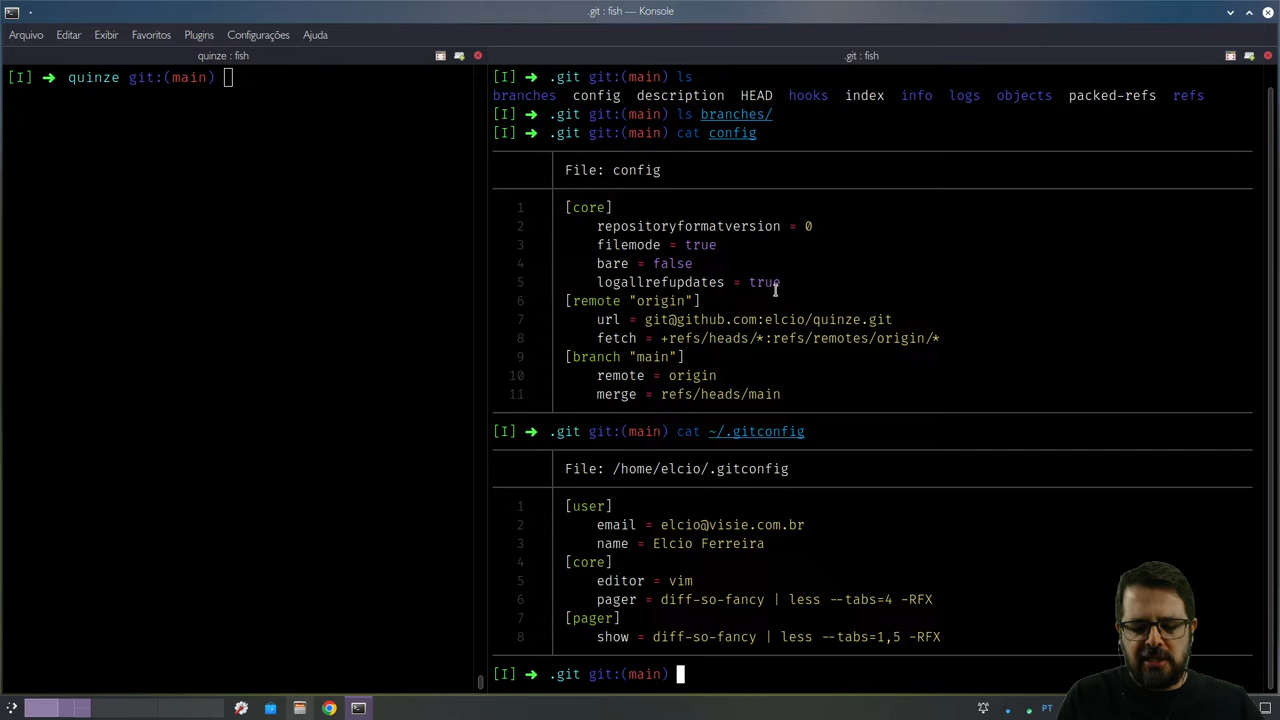 .git : fish — Konsole
Arquivo Editar Exibir Favoritos Plugins Configurações Ajuda
quinze : fish
[I] ➜ quinze git:(main)
.git : fish
[I] ➜ .git git:(main) ls
branches config description HEAD hooks index info logs objects packed-refs refs
[I] ➜ .git git:(main) ls branches/
[I] ➜ .git git:(main) cat config
File: config
1 [core]
2 repositoryformatversion = 0
3 filemode = true
4 bare = false
5 logallrefupdates = true
6 [remote "origin"]
7 url = git@github.com:elcio/quinze.git
8 fetch = +refs/heads/*:refs/remotes/origin/*
9 [branch "main"]
10 remote = origin
11 merge = refs/heads/main
[I] ➜ .git git:(main) cat ~/.gitconfig
File: /home/elcio/.gitconfig
1 [user]
2 email = elcio@visie.com.br
3 name = Elcio Ferreira
4 [core]
5 editor = vim
6 pager = diff-so-fancy | less --tabs=4 -RFX
7 [pager]
8 show = diff-so-fancy | less --tabs=1,5 -RFX
[I] ➜ .git git:(main)
PT